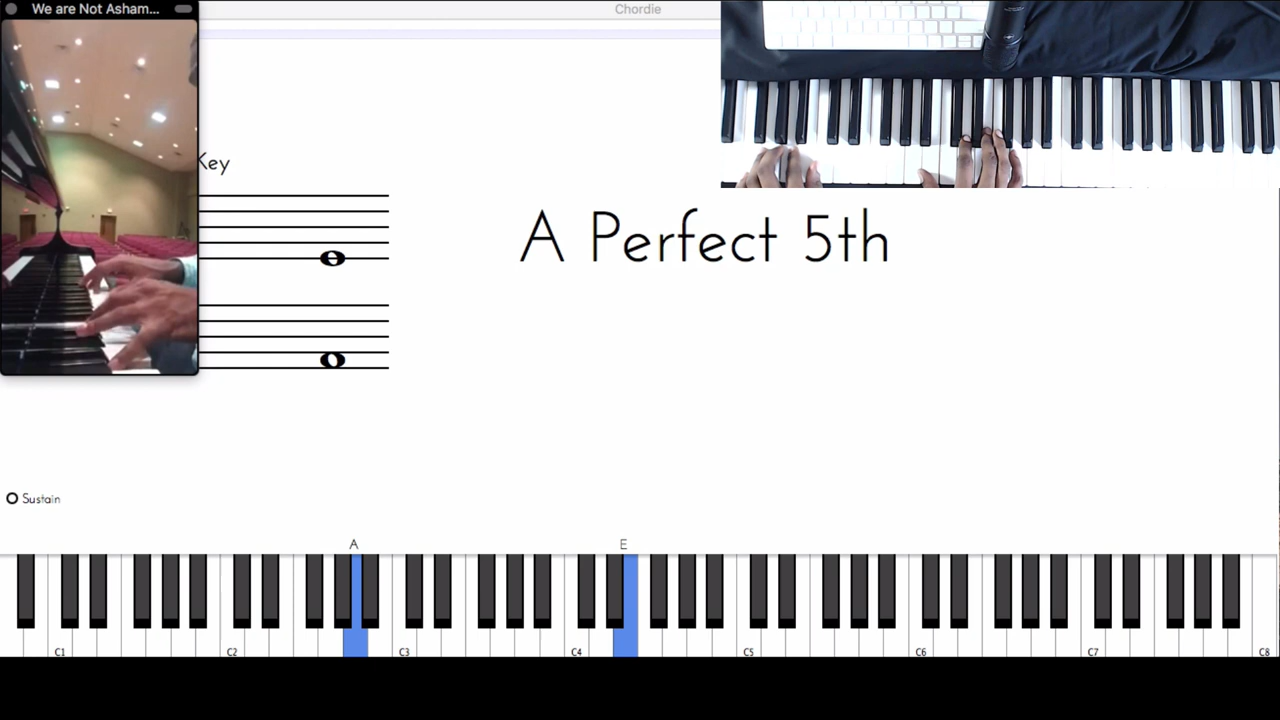 We are Not Asham...
Chordie
Key
A Perfect 5th
Sustain
A E
C1 C2 C3 C4 C5 C6 C7 C8